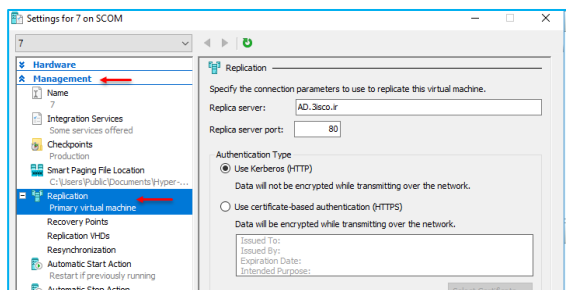 Settings for 7 on SCOM
7
Hardware
Management
Name
7
Integration Services
Some services offered
Checkpoints
Production
Smart Paging File Location
C:\Users\Public\Documents\Hyper-...
Replication
Primary virtual machine
Recovery Points
Replication VHDs
Resynchronization
Automatic Start Action
Restart if previously running
Automatic Stop Action
Replication
Specify the connection parameters to use to replicate this virtual machine.
Replica server: AD.3isco.ir
Replica server port: 80
Authentication Type
Use Kerberos (HTTP)
Data will not be encrypted while transmitting over the network.
Use certificate-based authentication (HTTPS)
Data will be encrypted while transmitting over the network.
Issued To:
Issued By:
Expiration Date:
Intended Purpose: